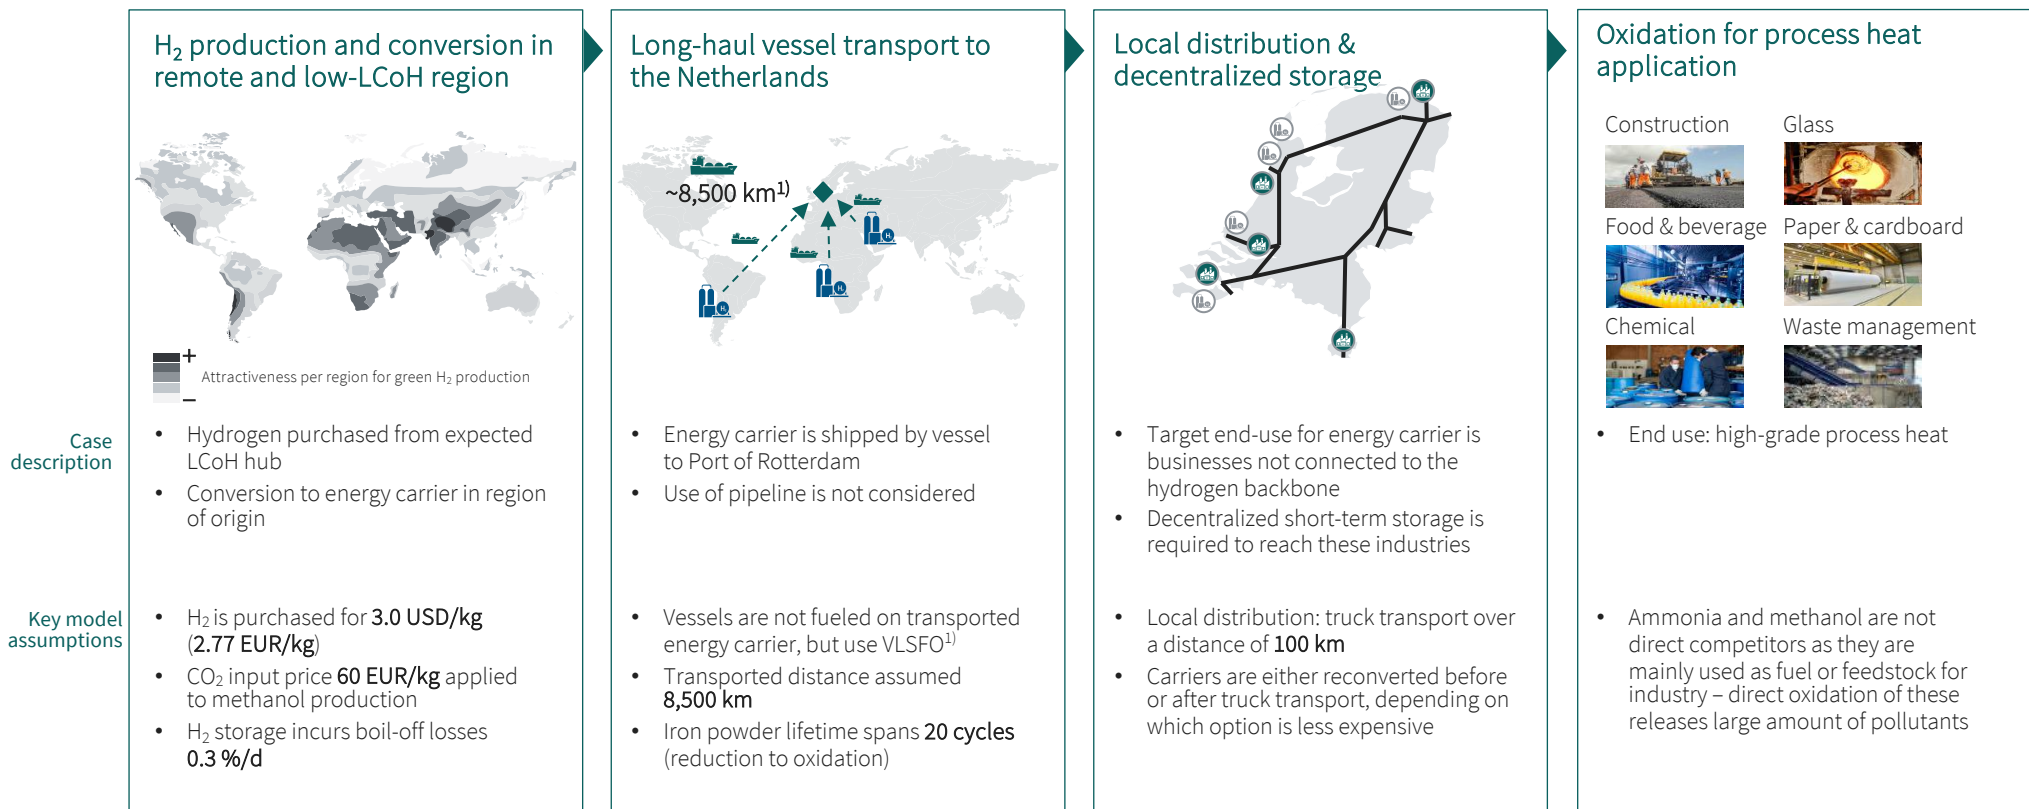 H₂ production and conversion in
remote and low-LCoH region
+
Attractiveness per region for green H₂ production
–
Long-haul vessel transport to
the Netherlands
~8,500 km¹⁾
H₂
H₂
H₂
Local distribution &
decentralized storage
Oxidation for process heat
application
Construction
Glass
Food & beverage
Paper & cardboard
Chemical
Waste management
Case
description
• Hydrogen purchased from expected
LCoH hub
• Conversion to energy carrier in region
of origin
• Energy carrier is shipped by vessel
to Port of Rotterdam
• Use of pipeline is not considered
• Target end-use for energy carrier is
businesses not connected to the
hydrogen backbone
• Decentralized short-term storage is
required to reach these industries
• End use: high-grade process heat
Key model
assumptions
• H₂ is purchased for 3.0 USD/kg
(2.77 EUR/kg)
• CO₂ input price 60 EUR/kg applied
to methanol production
• H₂ storage incurs boil-off losses
0.3 %/d
• Vessels are not fueled on transported
energy carrier, but use VLSFO¹⁾
• Transported distance assumed
8,500 km
• Iron powder lifetime spans 20 cycles
(reduction to oxidation)
• Local distribution: truck transport over
a distance of 100 km
• Carriers are either reconverted before
or after truck transport, depending on
which option is less expensive
• Ammonia and methanol are not
direct competitors as they are
mainly used as fuel or feedstock for
industry – direct oxidation of these
releases large amount of pollutants